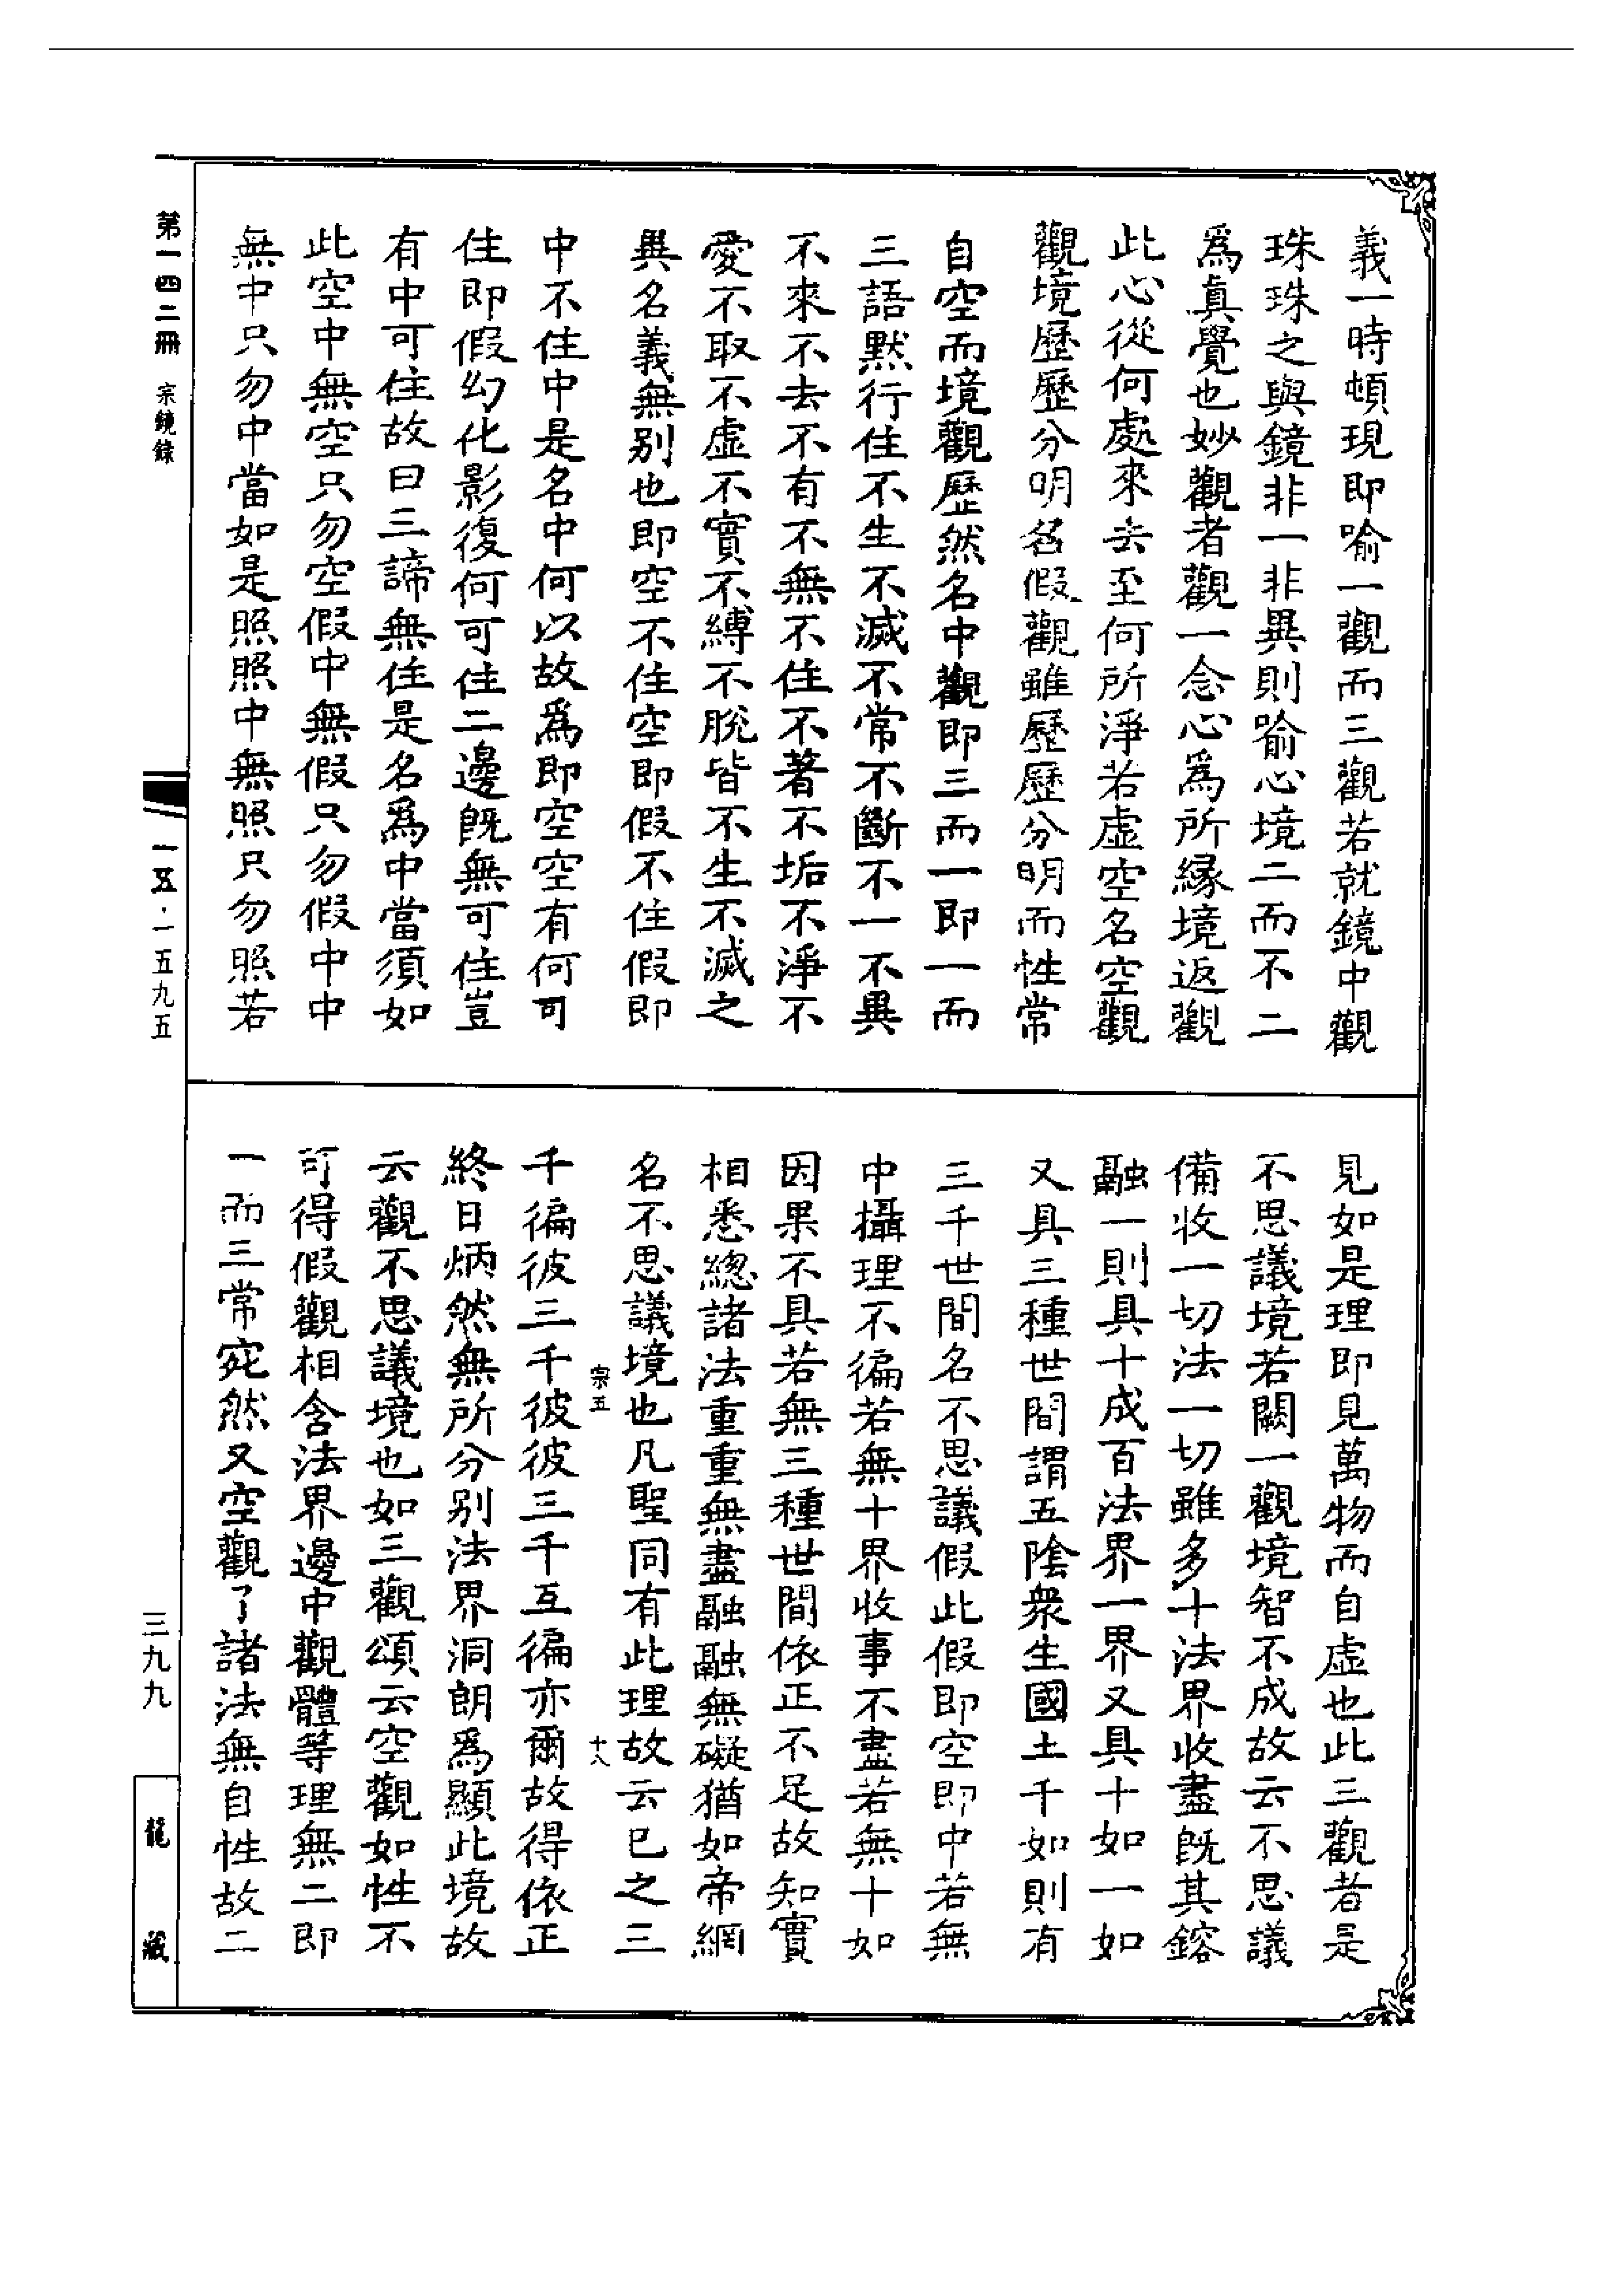 義一時頓現即喻一觀而三觀若就鏡中觀
珠珠之與鏡非一非異則喻心境二而不二
爲眞覺也妙觀者觀一念心爲所緣境返觀
此心從何處來去至何所淨若虛空名空觀
觀境歷歷分明名假觀雖歷歷分明而性常
自空而境觀歷然名中觀即三而一即一而
三語默行住不生不滅不常不斷不一不異
不來不去不有不無不住不著不垢不淨不
愛不取不虛不實不縛不脫皆不生不滅之
異名義無别也即空不住空即假不住假即
中不住中是名中何以故爲即空空有何可
住即假幻化影復何可住二邊旣無可住豈
有中可住故曰三諦無住是名爲中當須如
此空中無空只勿空假中無假只勿假中中
無中只勿中當如是照照中無照只勿照若
見如是理即見萬物而自虛也此三觀者是
不思議境若闕一觀境智不成故云不思議
備收一切法一切雖多十法界收盡旣其鎔
融一則具十成百法界一界又具十如一如
又具三種世間謂五陰衆生國土千如則有
三千世間名不思議假此假即空即中若無
中攝理不徧若無十界收事不盡若無十如
因果不具若無三種世間依正不足故知實
相悉總諸法重重無盡融融無礙猶如帝網
名不思議境也凡聖同有此理故云已之三
宗五 十八
千徧彼三千彼彼三千互徧亦爾故得依正
終日炳然無所分别法界洞朗爲顯此境故
云觀不思議境也如三觀頌云空觀如性不
可得假觀相含法界邊中觀體等理無二即
一而三常宛然又空觀了諸法無自性故二
第一四二冊 宗鏡錄
一五·一五九五
三九九
龍藏